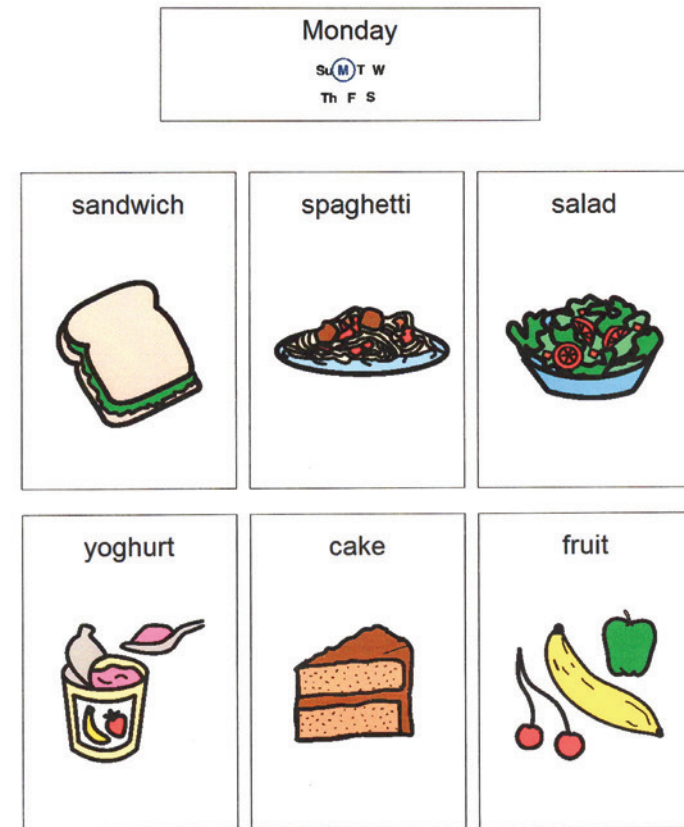 Monday
Su M T W
Th F S
sandwich
spaghetti
salad
yoghurt
cake
fruit